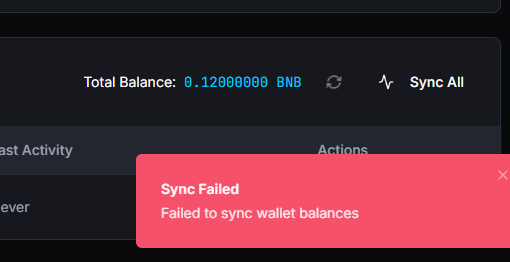 Total Balance: 0.12000000 BNB Sync All
ast Activity Actions
ever
Sync Failed
Failed to sync wallet balances